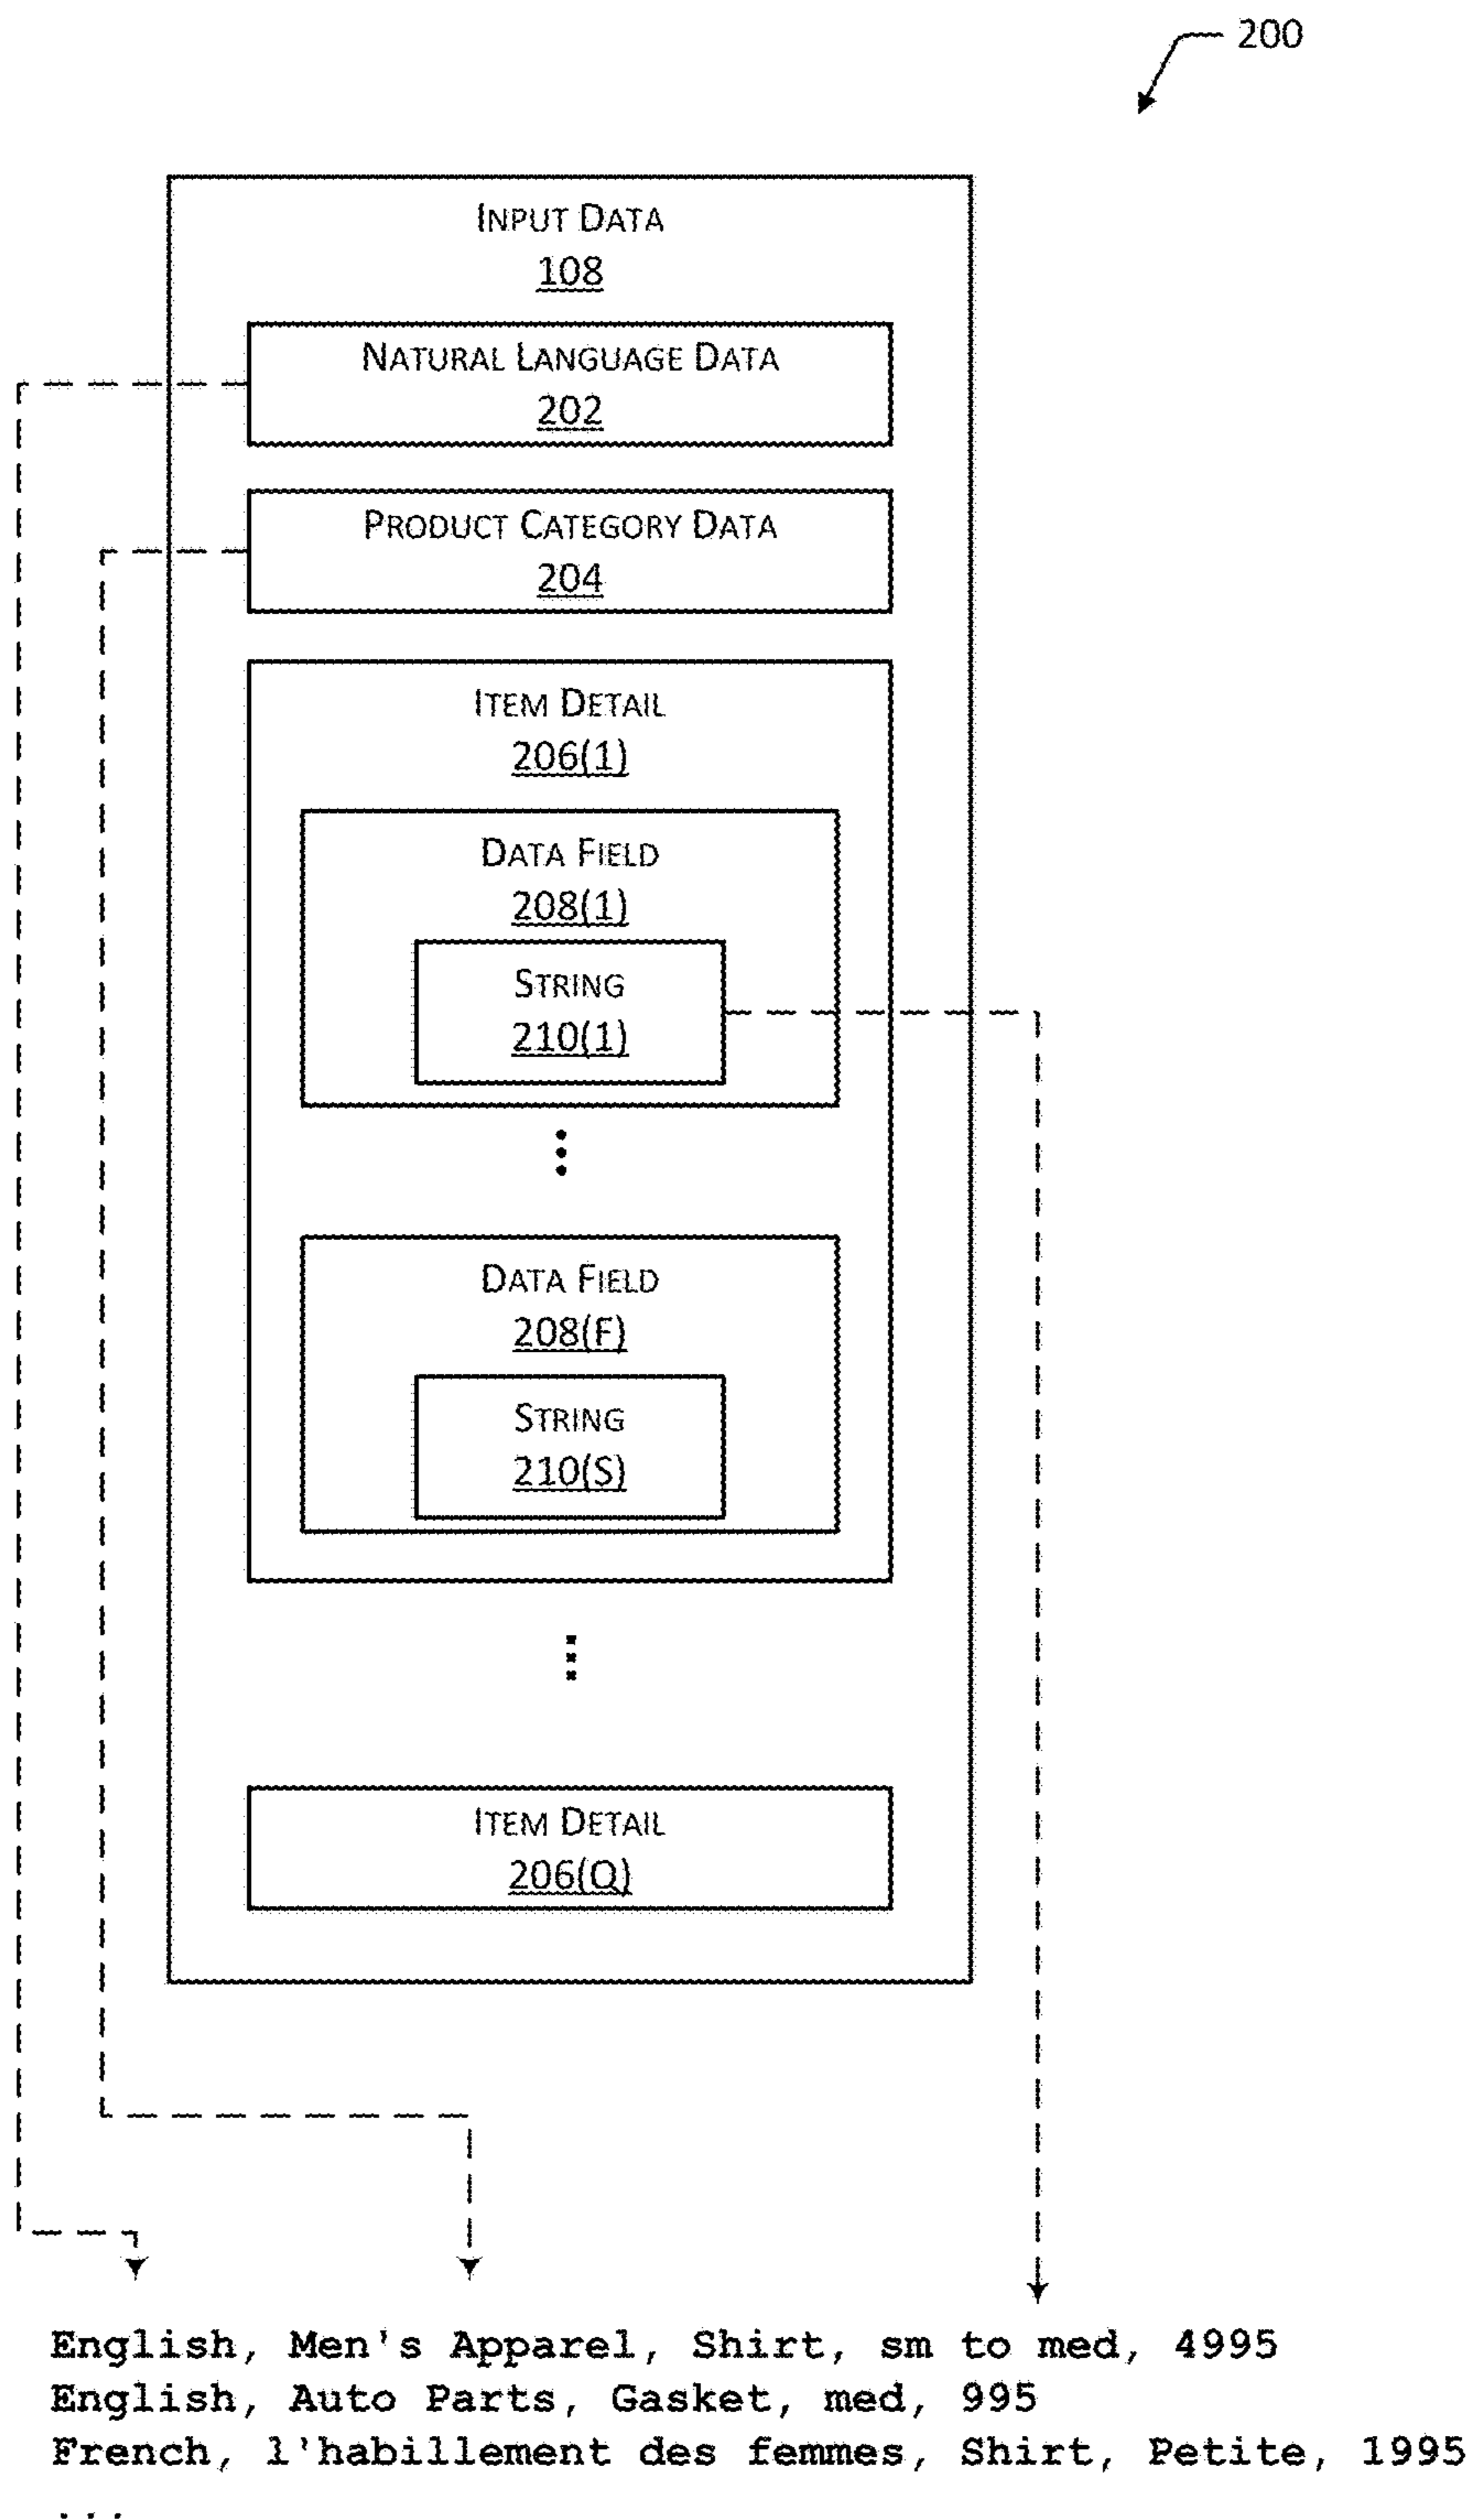 200
Input Data
108
Natural Language Data
202
Product Category Data
204
Item Detail
206(1)
Data Field
208(1)
String
210(1)
Data Field
208(F)
String
210(S)
Item Detail
206(Q)
English, Men's Apparel, Shirt, sm to med, 4995
English, Auto Parts, Gasket, med, 995
French, l'habillement des femmes, Shirt, Petite, 1995
...